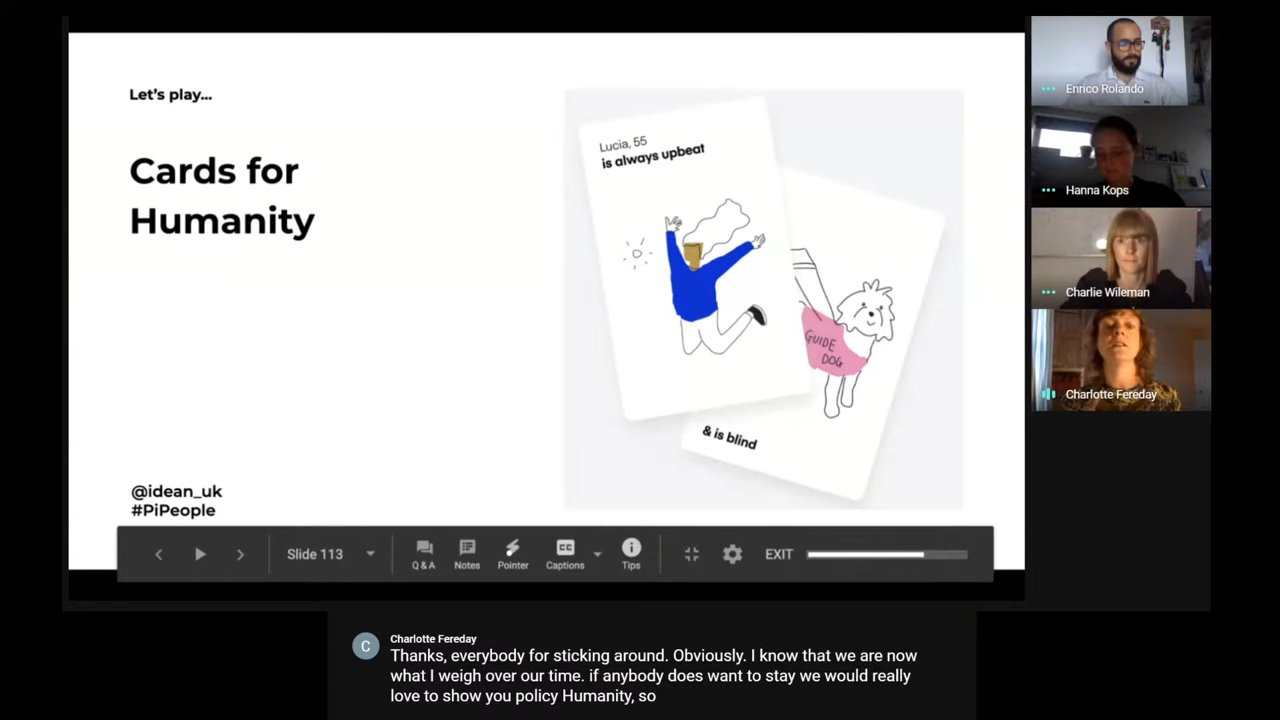 Let's play...
Cards for
Humanity
Lucia, 55
is always upbeat
GUIDE
DOG
& is blind
@idean_uk
#PiPeople
Slide 113
Q & A
Notes
Pointer
CC
Captions
Tips
EXIT
Enrico Rolando
Hanna Kops
Charlie Wileman
Charlotte Fereday
C
Charlotte Fereday
Thanks, everybody for sticking around. Obviously. I know that we are now
what I weigh over our time. if anybody does want to stay we would really
love to show you policy Humanity, so